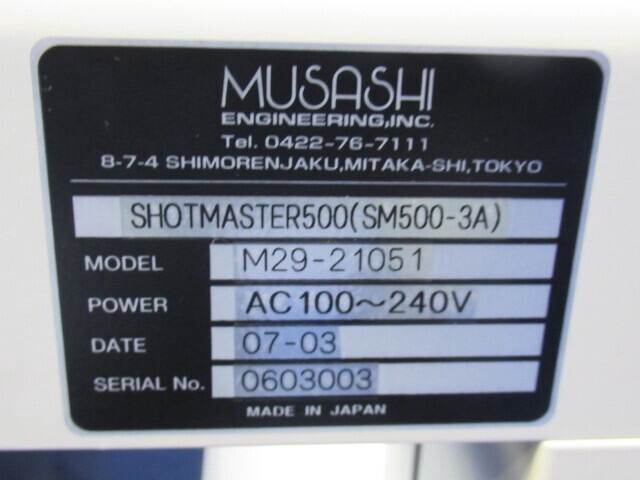 MUSASHI
ENGINEERING,INC.
Tel. 0422-76-7111
8-7-4 SHIMORENJAKU,MITAKA-SHI,TOKYO
SHOTMASTER500(SM500-3A)
MODEL M29-21051
POWER AC100～240V
DATE 07-03
SERIAL No. 0603003
MADE IN JAPAN